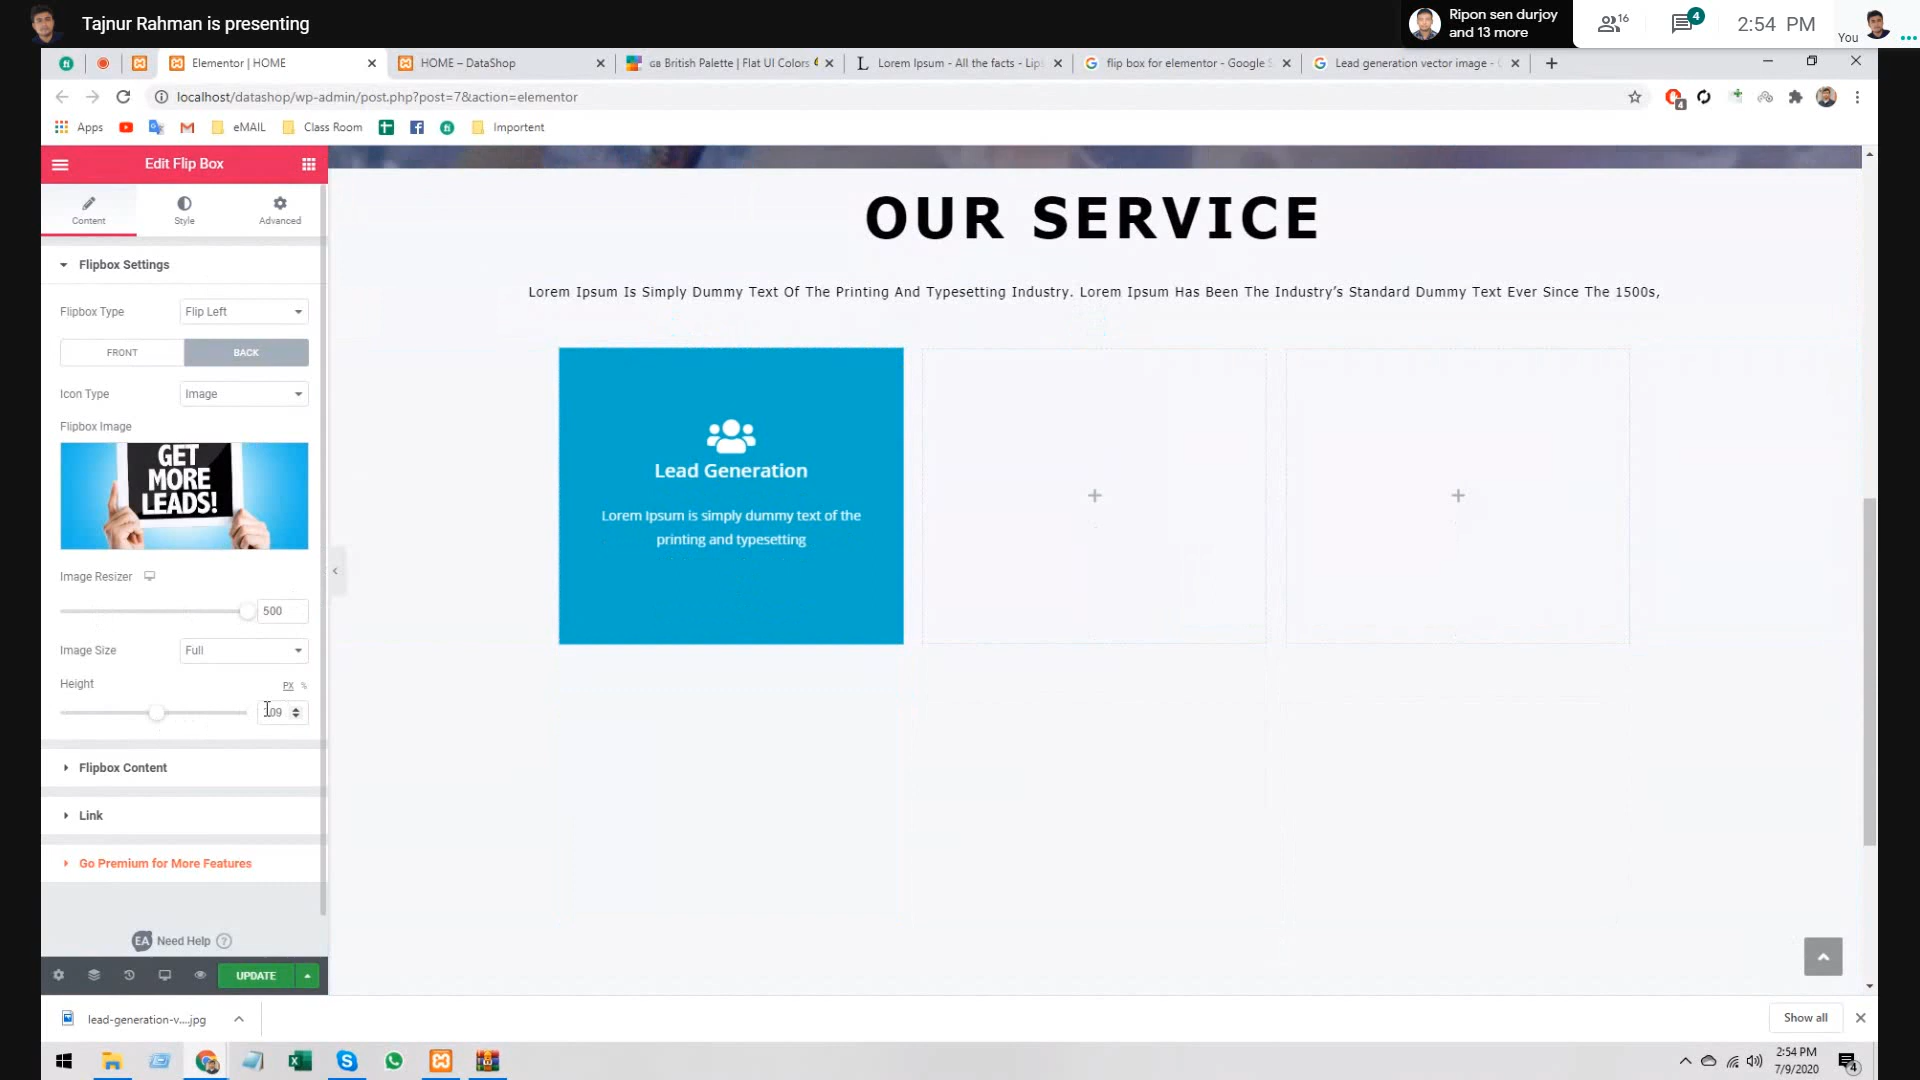 Tajnur Rahman is presenting
Ripon sen durjoy
and 13 more
16
4
2:54 PM
You
Elementor | HOME
HOME – DataShop
British Palette | Flat UI Colors
Lorem Ipsum - All the facts - Lip
flip box for elementor - Google S
Lead generation vector image -
localhost/datashop/wp-admin/post.php?post=7&action=elementor
4
Apps
eMAIL
Class Room
Importent
Edit Flip Box
Content
Style
Advanced
Flipbox Settings
Flipbox Type
Flip Left
FRONT
BACK
Icon Type
Image
Flipbox Image
GET
MORE
LEADS!
Image Resizer
500
Image Size
Full
Height
PX %
Flipbox Content
Link
Go Premium for More Features
EA Need Help ?
UPDATE
OUR SERVICE
Lorem Ipsum Is Simply Dummy Text Of The Printing And Typesetting Industry. Lorem Ipsum Has Been The Industry's Standard Dummy Text Ever Since The 1500s,
Lead Generation
Lorem Ipsum is simply dummy text of the
printing and typesetting
lead-generation-v....jpg
Show all
2:54 PM
7/9/2020
4